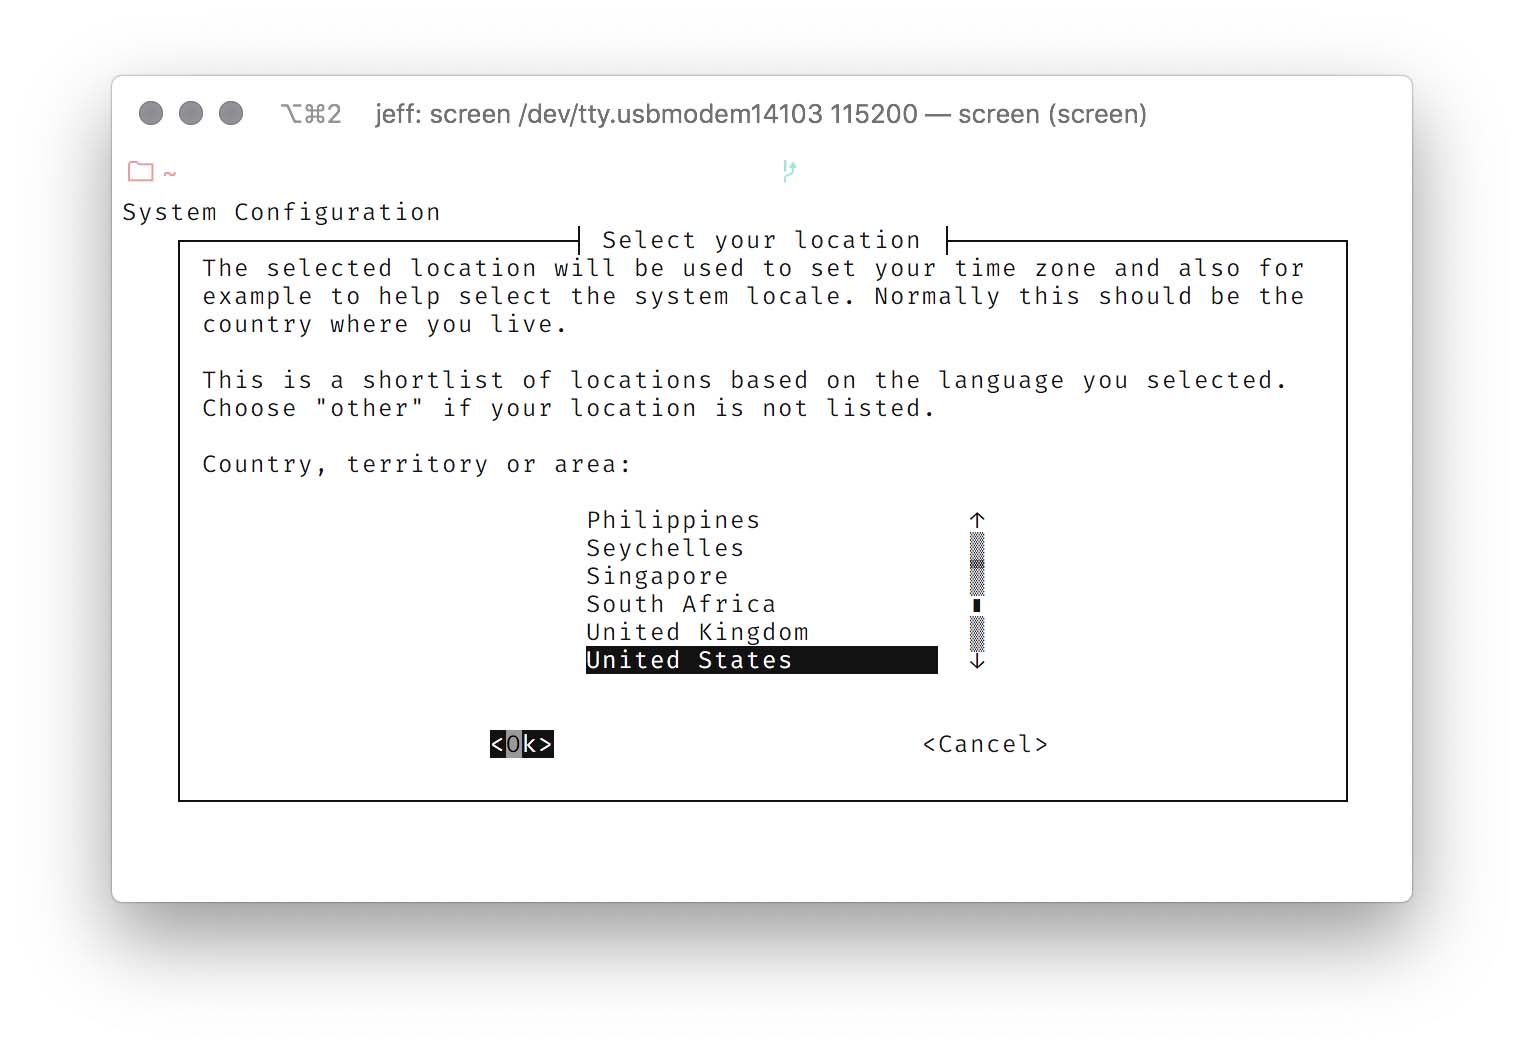 ⌥⌘2 jeff: screen /dev/tty.usbmodem14103 115200 — screen (screen)
~
System Configuration
Select your location
The selected location will be used to set your time zone and also for
example to help select the system locale. Normally this should be the
country where you live.
This is a shortlist of locations based on the language you selected.
Choose "other" if your location is not listed.
Country, territory or area:
Philippines ↑
Seychelles
Singapore
South Africa
United Kingdom
United States ↓
<Ok> <Cancel>